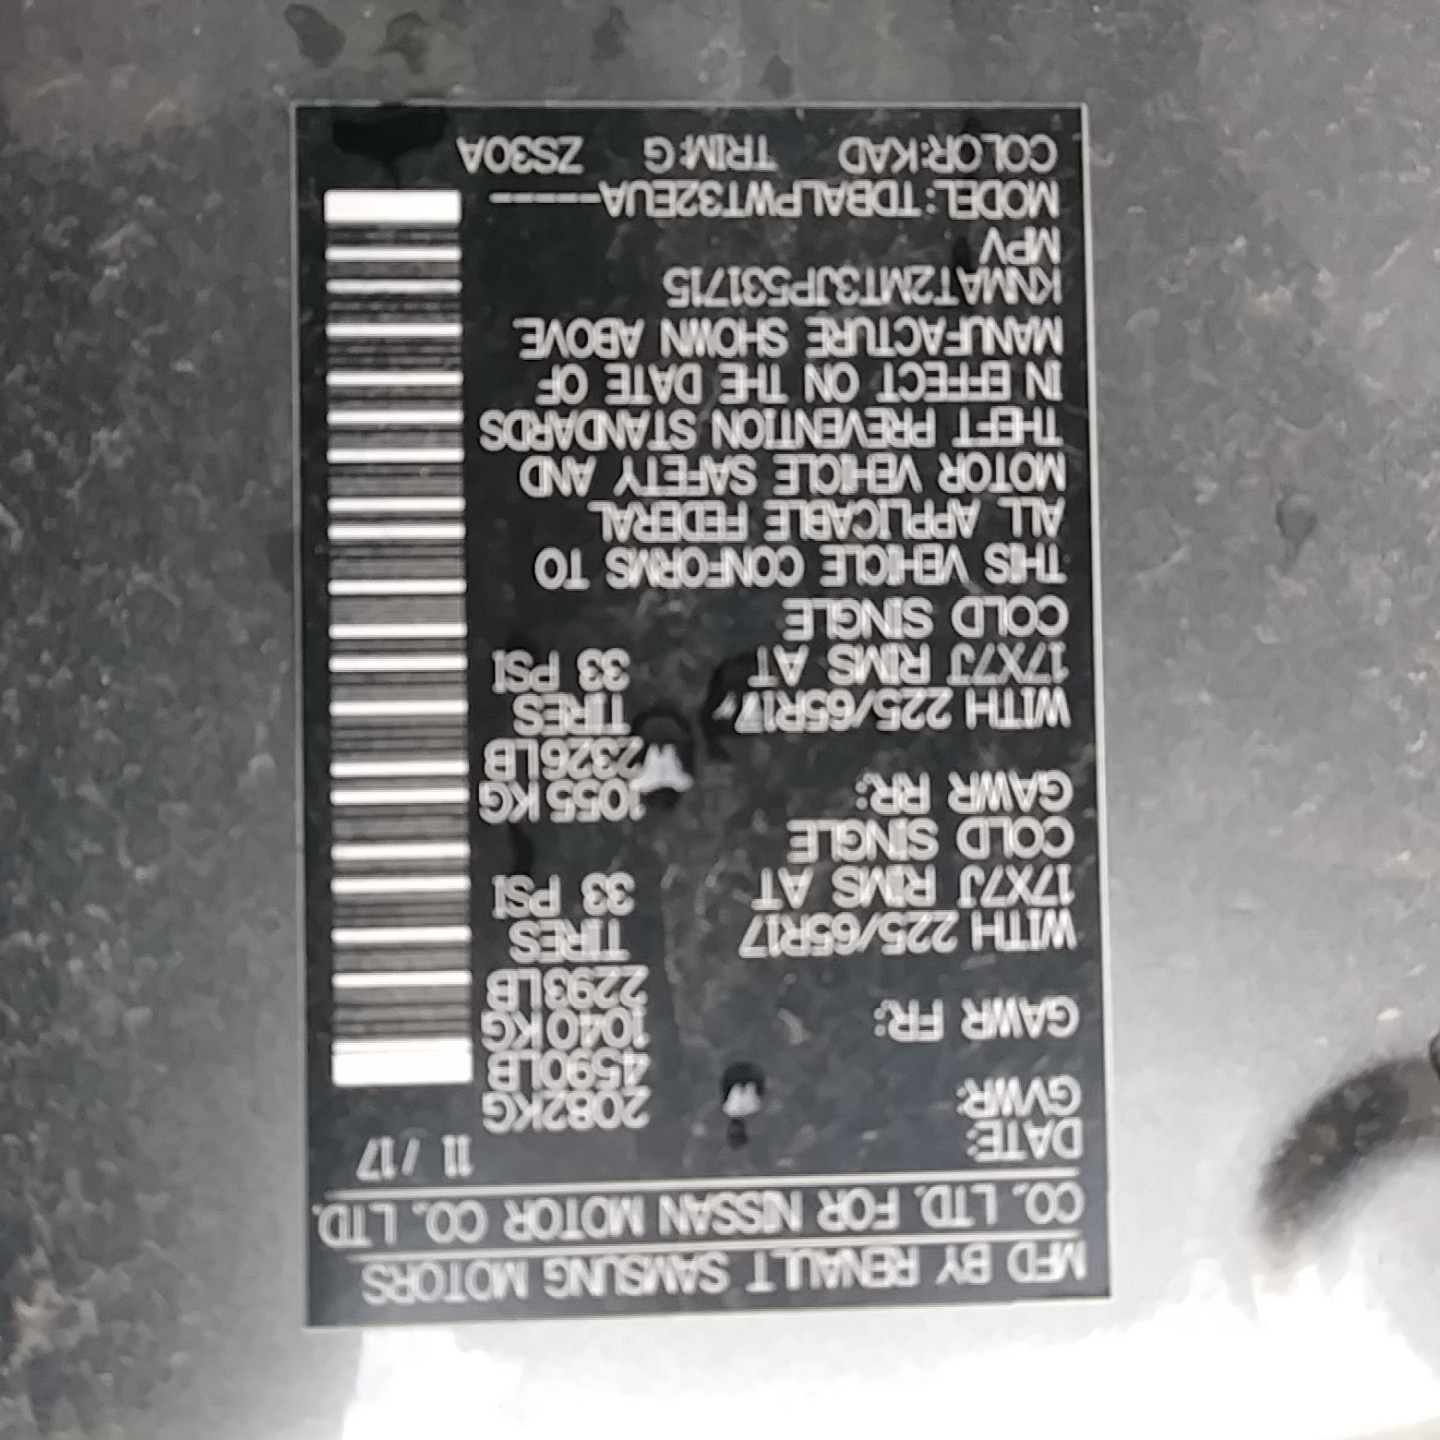 MFD BY RENAULT SAMSUNG MOTORS
CO., LTD. FOR NISSAN MOTOR CO., LTD.
DATE: 11 / 17
GVWR: 2082KG
4590LB
GAWR FR: 1040KG
2293LB
WITH 225/65R17 TIRES
17X7J RIMS AT 33 PSI
COLD SINGLE
GAWR RR: 1055KG
2326LB
WITH 225/65R17 TIRES
17X7J RIMS AT 33 PSI
COLD SINGLE
THIS VEHICLE CONFORMS TO
ALL APPLICABLE FEDERAL
MOTOR VEHICLE SAFETY AND
THEFT PREVENTION STANDARDS
IN EFFECT ON THE DATE OF
MANUFACTURE SHOWN ABOVE
KNMAT2MT3JP531715
MPV
MODEL: TDBALPWT32EUA-----
COLOR:KAD TRIM:G ZS30A